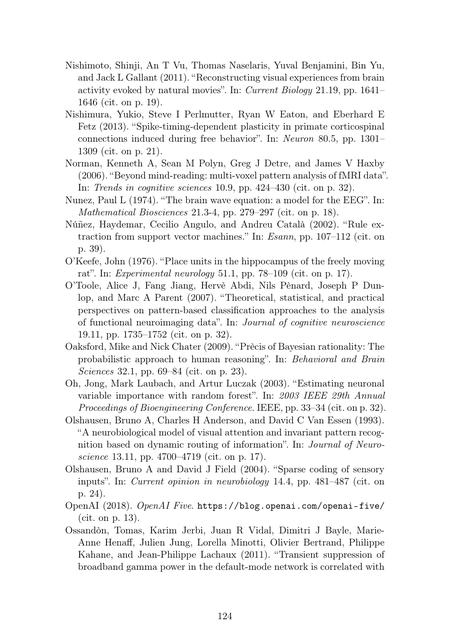 Nishimoto, Shinji, An T Vu, Thomas Naselaris, Yuval Benjamini, Bin Yu,
and Jack L Gallant (2011). “Reconstructing visual experiences from brain
activity evoked by natural movies”. In: Current Biology 21.19, pp. 1641–
1646 (cit. on p. 19).
Nishimura, Yukio, Steve I Perlmutter, Ryan W Eaton, and Eberhard E
Fetz (2013). “Spike-timing-dependent plasticity in primate corticospinal
connections induced during free behavior”. In: Neuron 80.5, pp. 1301–
1309 (cit. on p. 21).
Norman, Kenneth A, Sean M Polyn, Greg J Detre, and James V Haxby
(2006). “Beyond mind-reading: multi-voxel pattern analysis of fMRI data”.
In: Trends in cognitive sciences 10.9, pp. 424–430 (cit. on p. 32).
Nunez, Paul L (1974). “The brain wave equation: a model for the EEG”. In:
Mathematical Biosciences 21.3-4, pp. 279–297 (cit. on p. 18).
Núñez, Haydemar, Cecilio Angulo, and Andreu Català (2002). “Rule ex-
traction from support vector machines.” In: Esann, pp. 107–112 (cit. on
p. 39).
O’Keefe, John (1976). “Place units in the hippocampus of the freely moving
rat”. In: Experimental neurology 51.1, pp. 78–109 (cit. on p. 17).
O’Toole, Alice J, Fang Jiang, Hervé Abdi, Nils Pènard, Joseph P Dun-
lop, and Marc A Parent (2007). “Theoretical, statistical, and practical
perspectives on pattern-based classification approaches to the analysis
of functional neuroimaging data”. In: Journal of cognitive neuroscience
19.11, pp. 1735–1752 (cit. on p. 32).
Oaksford, Mike and Nick Chater (2009). “Prècis of Bayesian rationality: The
probabilistic approach to human reasoning”. In: Behavioral and Brain
Sciences 32.1, pp. 69–84 (cit. on p. 23).
Oh, Jong, Mark Laubach, and Artur Luczak (2003). “Estimating neuronal
variable importance with random forest”. In: 2003 IEEE 29th Annual
Proceedings of Bioengineering Conference. IEEE, pp. 33–34 (cit. on p. 32).
Olshausen, Bruno A, Charles H Anderson, and David C Van Essen (1993).
“A neurobiological model of visual attention and invariant pattern recog-
nition based on dynamic routing of information”. In: Journal of Neuro-
science 13.11, pp. 4700–4719 (cit. on p. 17).
Olshausen, Bruno A and David J Field (2004). “Sparse coding of sensory
inputs”. In: Current opinion in neurobiology 14.4, pp. 481–487 (cit. on
p. 24).
OpenAI (2018). OpenAI Five. https://blog.openai.com/openai-five/
(cit. on p. 13).
Ossandòn, Tomas, Karim Jerbi, Juan R Vidal, Dimitri J Bayle, Marie-
Anne Henaff, Julien Jung, Lorella Minotti, Olivier Bertrand, Philippe
Kahane, and Jean-Philippe Lachaux (2011). “Transient suppression of
broadband gamma power in the default-mode network is correlated with
124